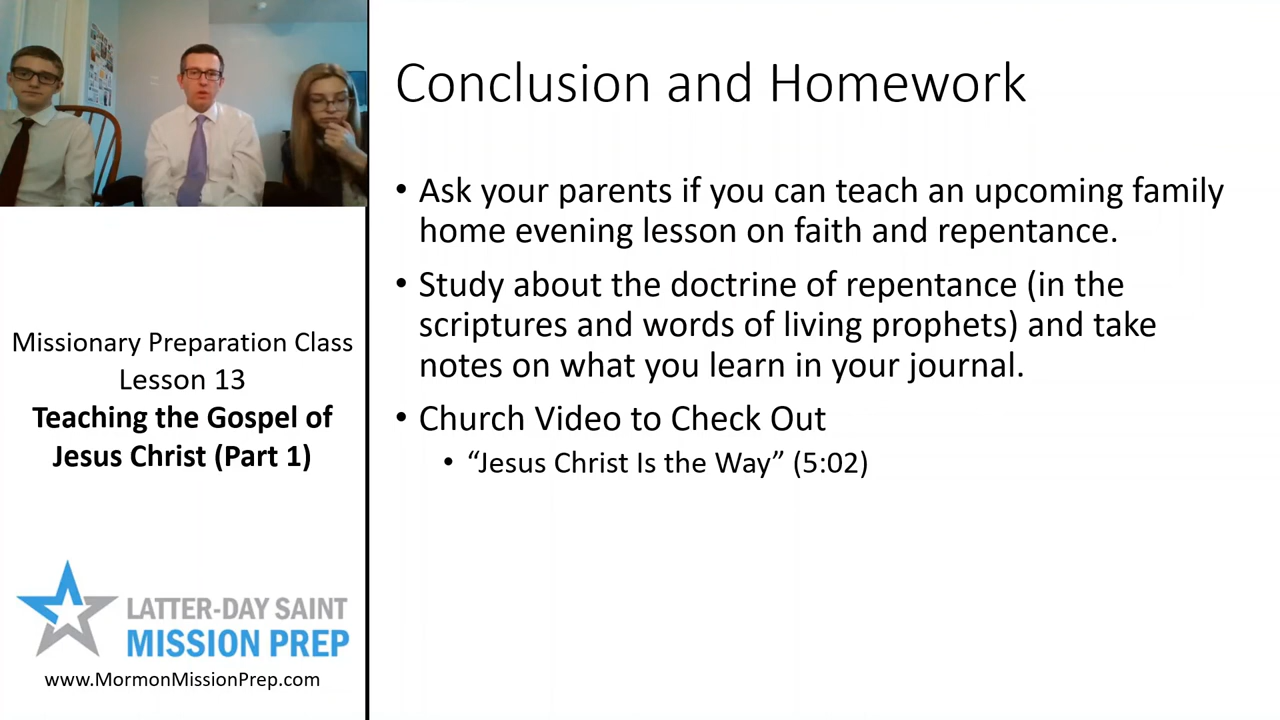 Conclusion and Homework
• Ask your parents if you can teach an upcoming family
home evening lesson on faith and repentance.
• Study about the doctrine of repentance (in the
scriptures and words of living prophets) and take
notes on what you learn in your journal.
• Church Video to Check Out
• “Jesus Christ Is the Way” (5:02)
Missionary Preparation Class
Lesson 13
Teaching the Gospel of
Jesus Christ (Part 1)
LATTER-DAY SAINT
MISSION PREP
www.MormonMissionPrep.com